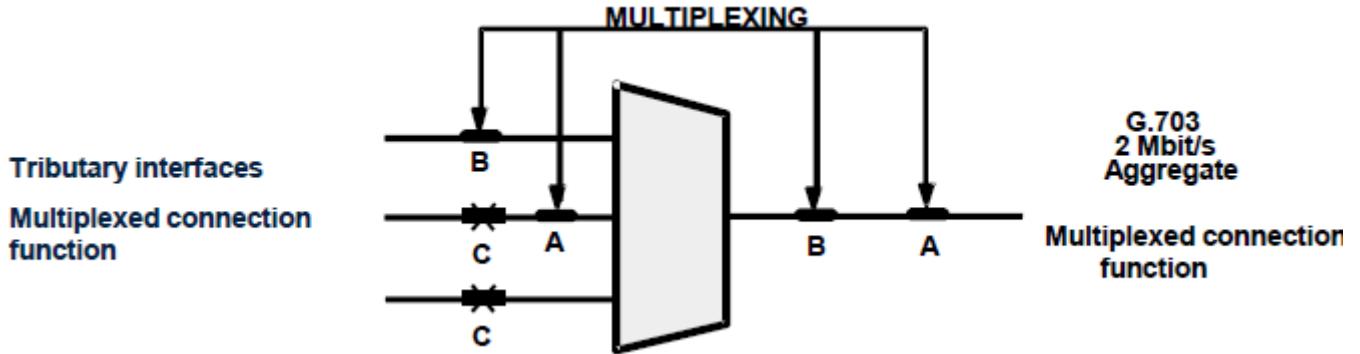 MULTIPLEXING
B
Tributary interfaces
Multiplexed connection
function
C
A
C
B
A
G.703
2 Mbit/s
Aggregate
Multiplexed connection
function